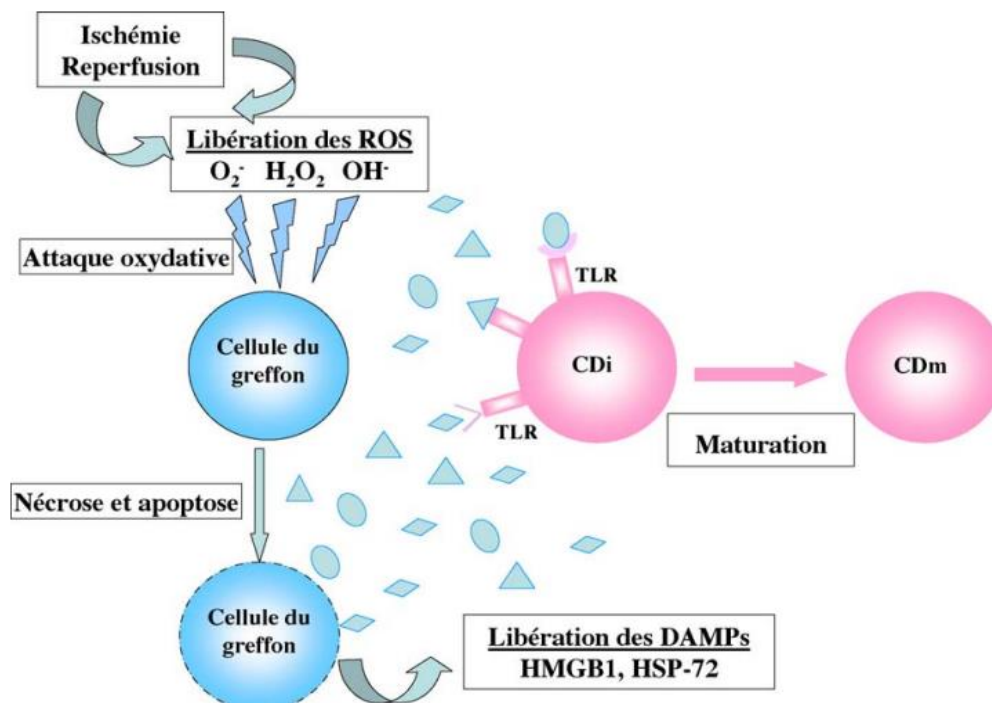 Ischémie
Reperfusion
Libération des ROS
O₂⁻ H₂O₂ OH·
Attaque oxydative
TLR
Cellule du
greffon
CDi
CDm
TLR
Maturation
Nécrose et apoptose
Cellule du
greffon
Libération des DAMPs
HMGB1, HSP-72